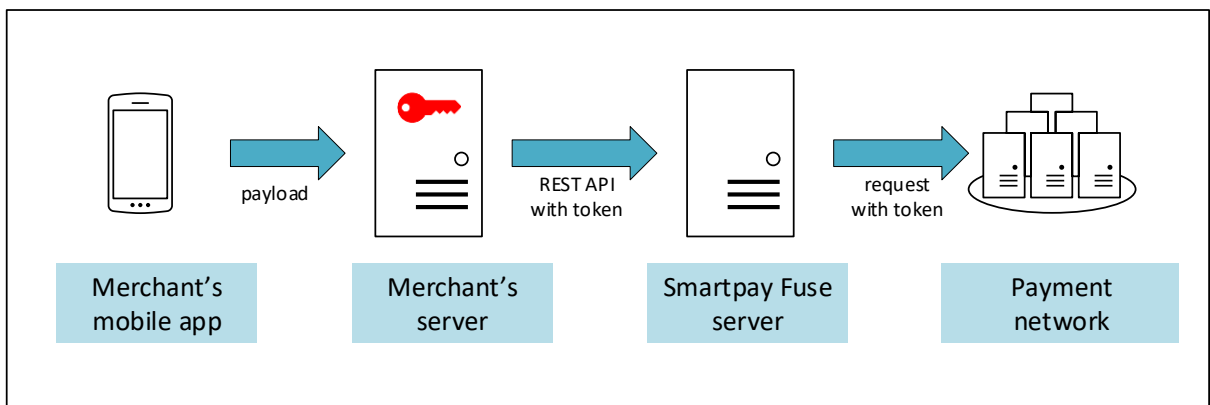 payload
REST API
with token
request
with token
Merchant’s
mobile app
Merchant’s
server
Smartpay Fuse
server
Payment
network